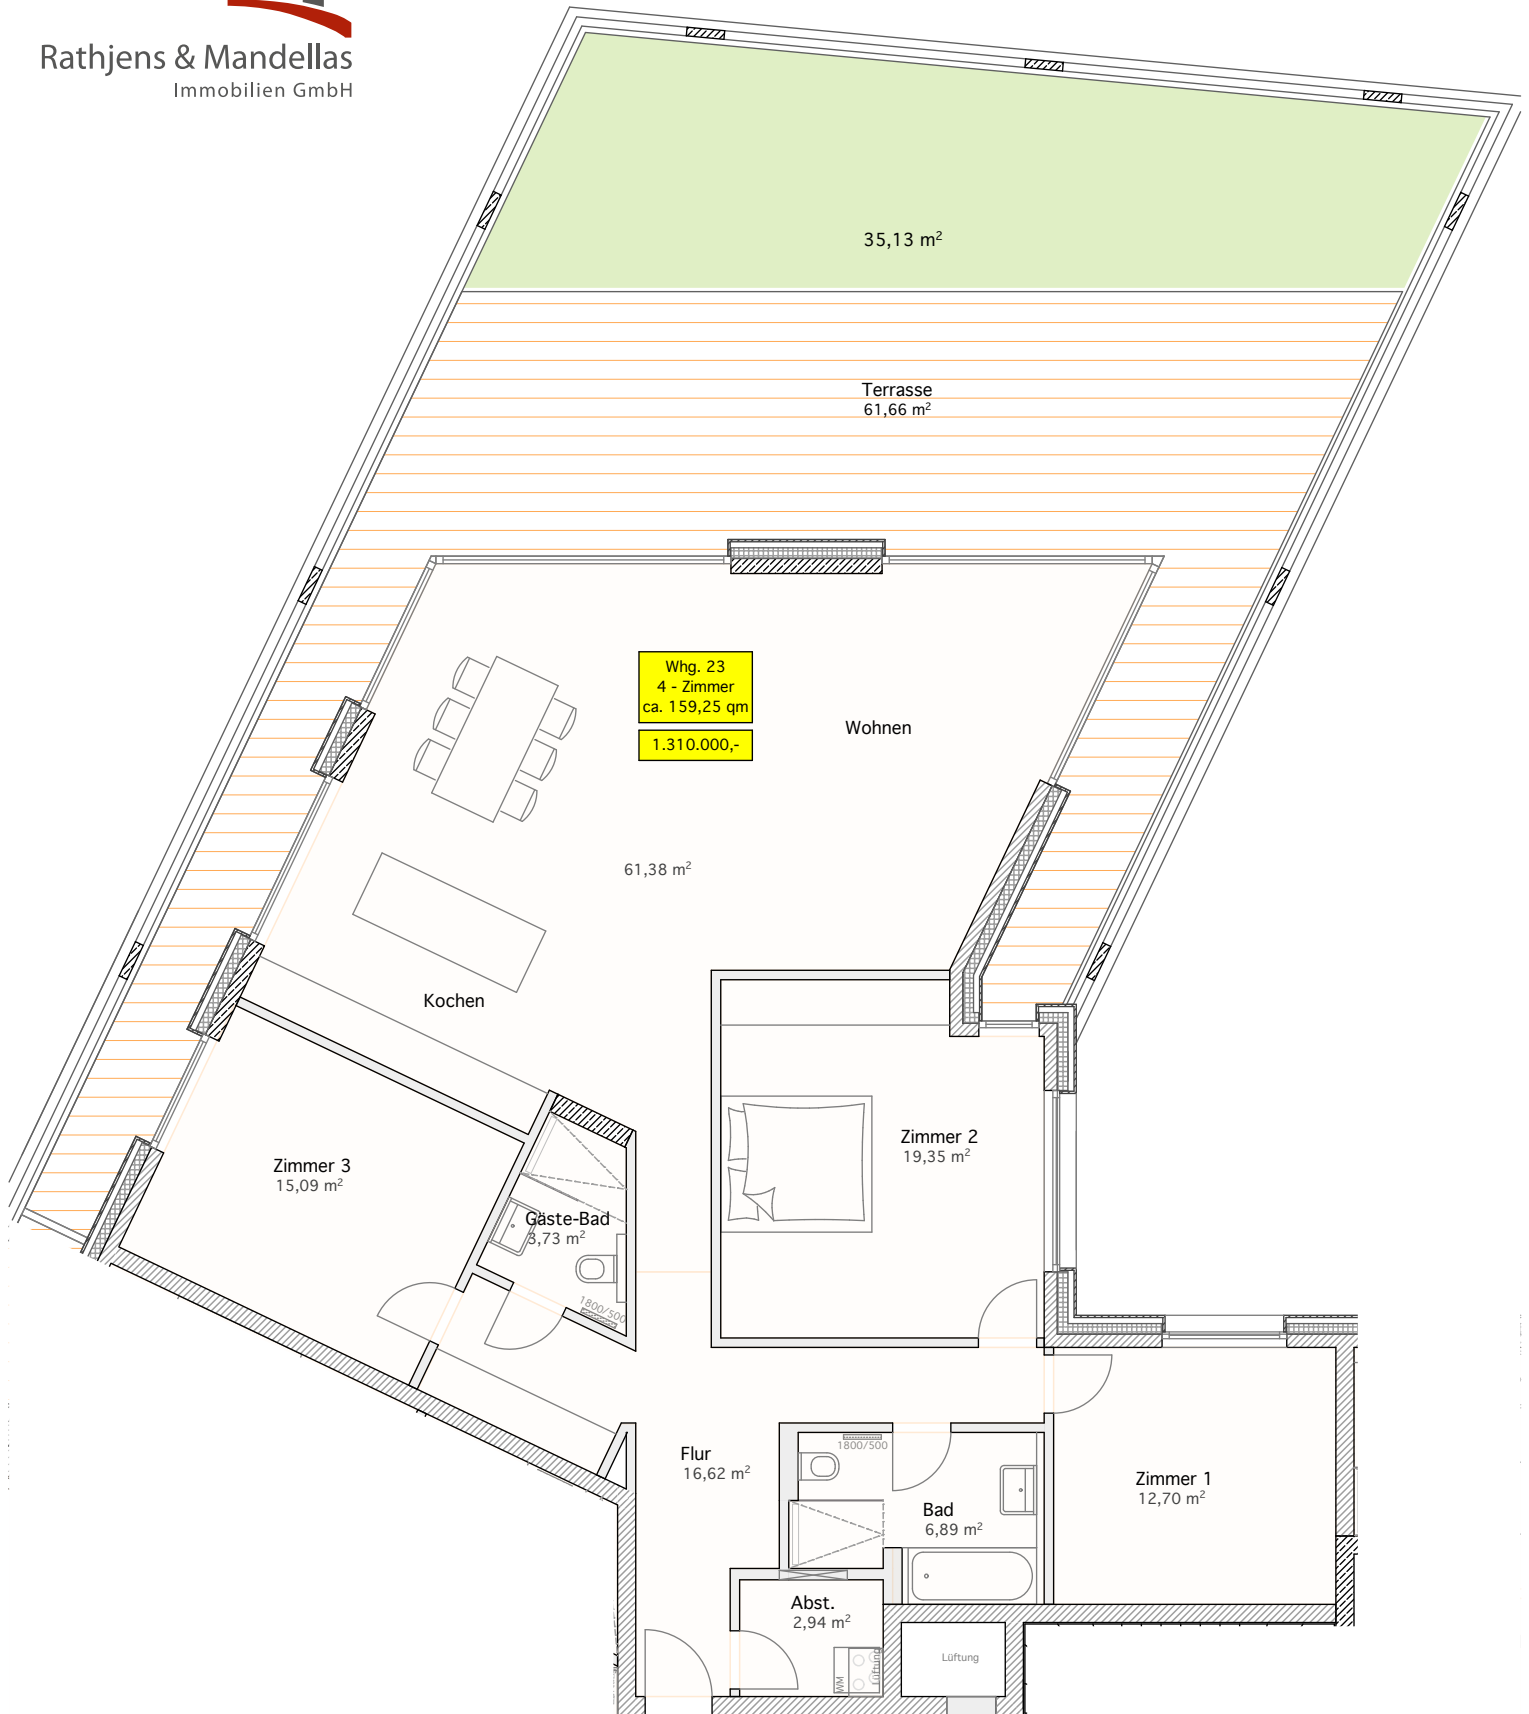 Rathjens & Mandellas
Immobilien GmbH
35,13 m²
Terrasse
61,66 m²
Whg. 23
4 - Zimmer
ca. 159,25 qm
1.310.000,-
Wohnen
61,38 m²
Kochen
Zimmer 2
19,35 m²
Zimmer 3
15,09 m²
Gäste-Bad
3,73 m²
1800/500
Flur
16,62 m²
1800/500
Bad
6,89 m²
Zimmer 1
12,70 m²
Abst.
2,94 m²
WM
Lüftung
Lüftung